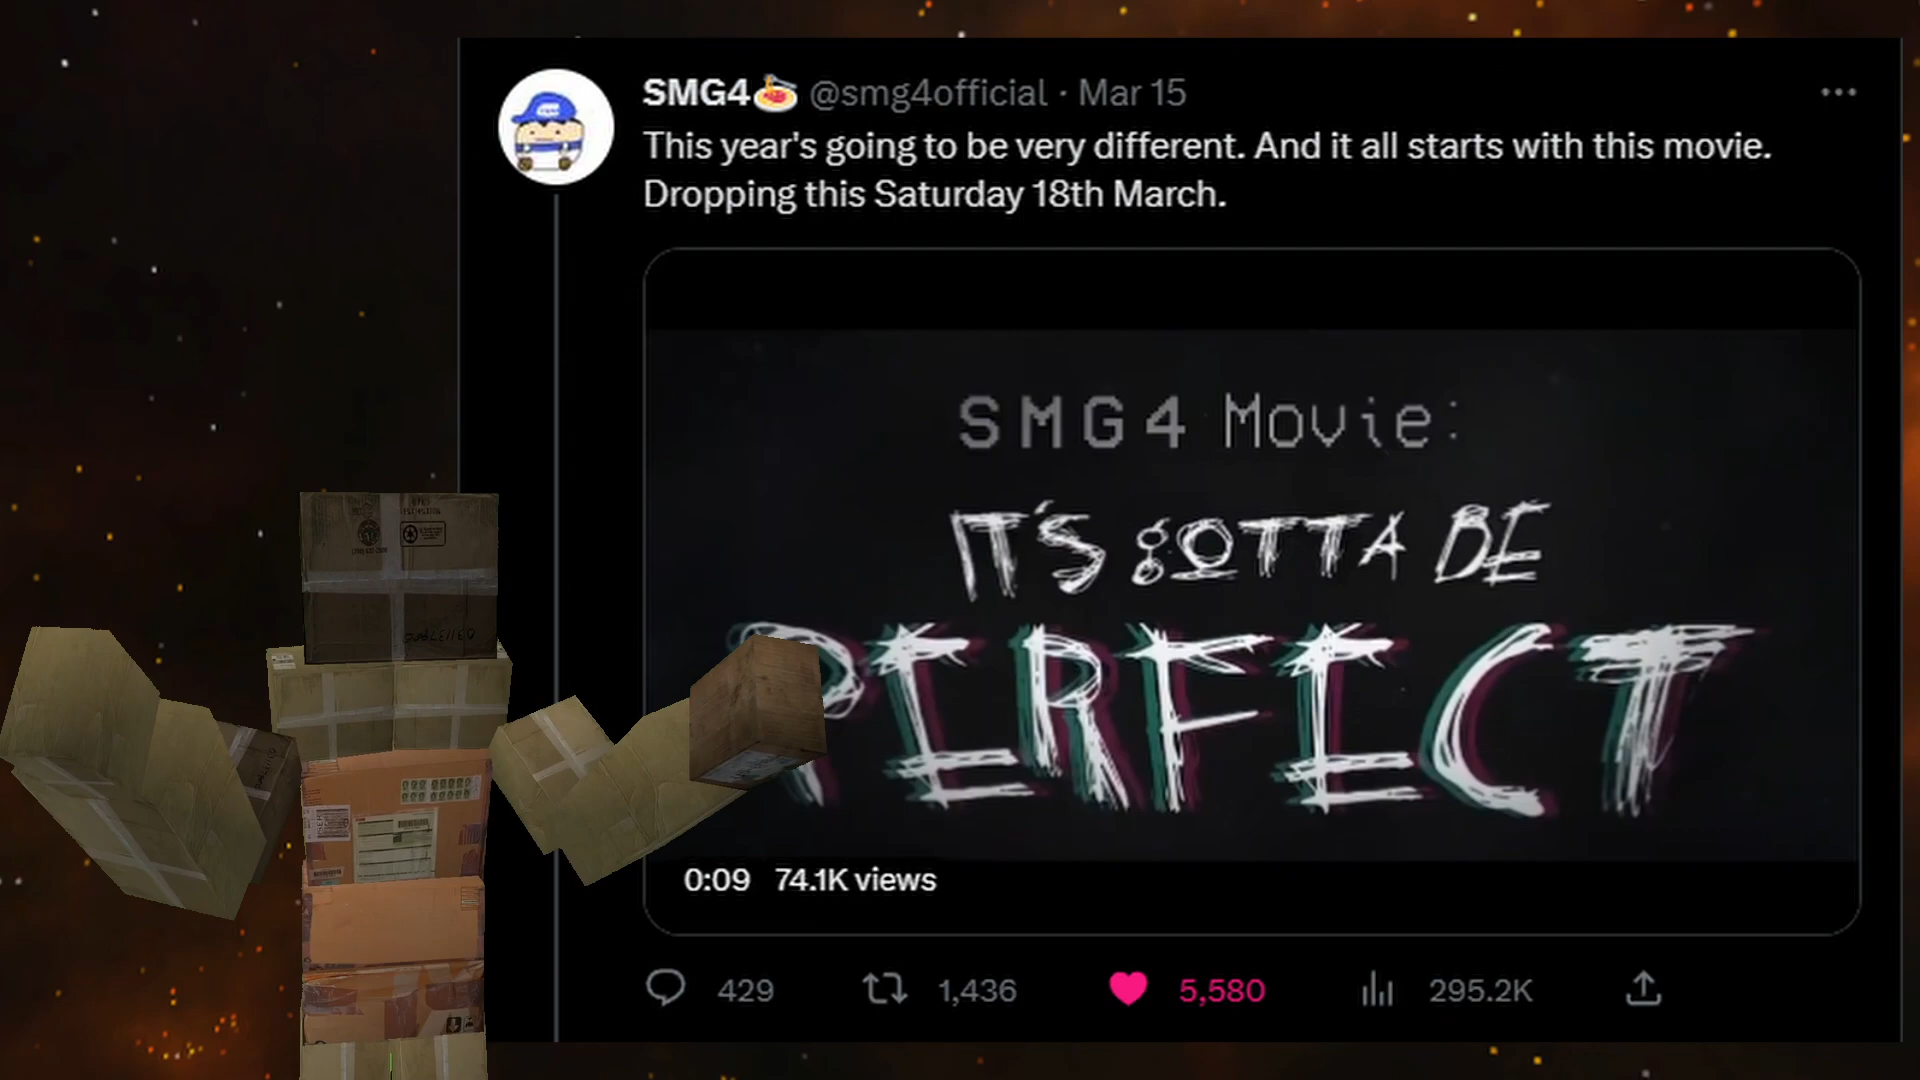 SMG4 @smg4official · Mar 15
This year's going to be very different. And it all starts with this movie.
Dropping this Saturday 18th March.
SMG4 Movie:
IT'S GOTTA BE
PERFECT
0:09 74.1K views
429 1,436 5,580 295.2K